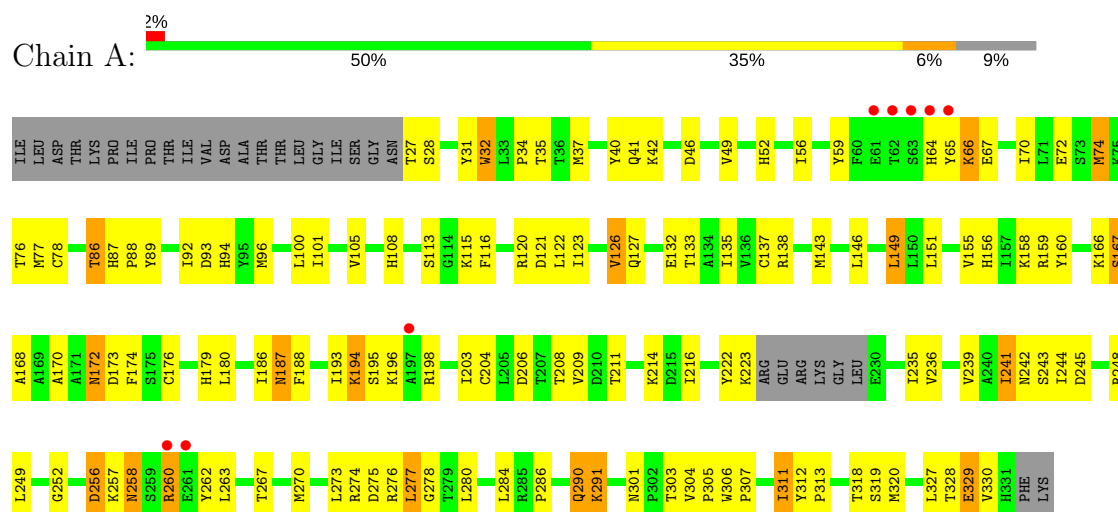 2%
Chain A:
50% 35% 6% 9%
ILE LEU ASP THR LYS PRO ILE PRO THR ILE VAL ASP ALA THR THR LEU GLY ILE SER GLY ASN T27 S28 Y31 W32 L33 P34 T35 T36 M37 Y40 Q41 K42 D46 V49 H52 I56 Y59 F60 E61 T62 S63 H64 Y65 K66 E67 I70 L71 E72 S73 M74 K75
T76 M77 C78 T86 H87 P88 Y89 I92 D93 H94 Y95 M96 L100 I101 V105 H108 S113 G114 K115 F116 R120 D121 L122 I123 V126 Q127 E132 T133 A134 I135 V136 C137 R138 M143 L146 L149 L150 L151 V155 H156 I157 K158 R159 Y160 K166 S167
A168 A169 A170 A171 N172 D173 F174 S175 C176 H179 L180 I186 N187 F188 I193 K194 S195 K196 A197 R198 I203 C204 L205 D206 T207 T208 V209 D210 T211 K214 D215 I216 Y222 K223 ARG GLU ARG LYS GLY LEU E230 I235 V236 V239 A240 I241 N242 S243 I244 D245
L249 G252 D256 K257 N258 S259 R260 E261 Y262 L263 T267 M270 L273 R274 D275 R276 L277 G278 T279 L280 L284 R285 P286 Q290 K291 N301 P302 T303 V304 P305 W306 P307 I311 Y312 P313 T318 S319 M320 L327 T328 E329 V330 H331 PHE LYS